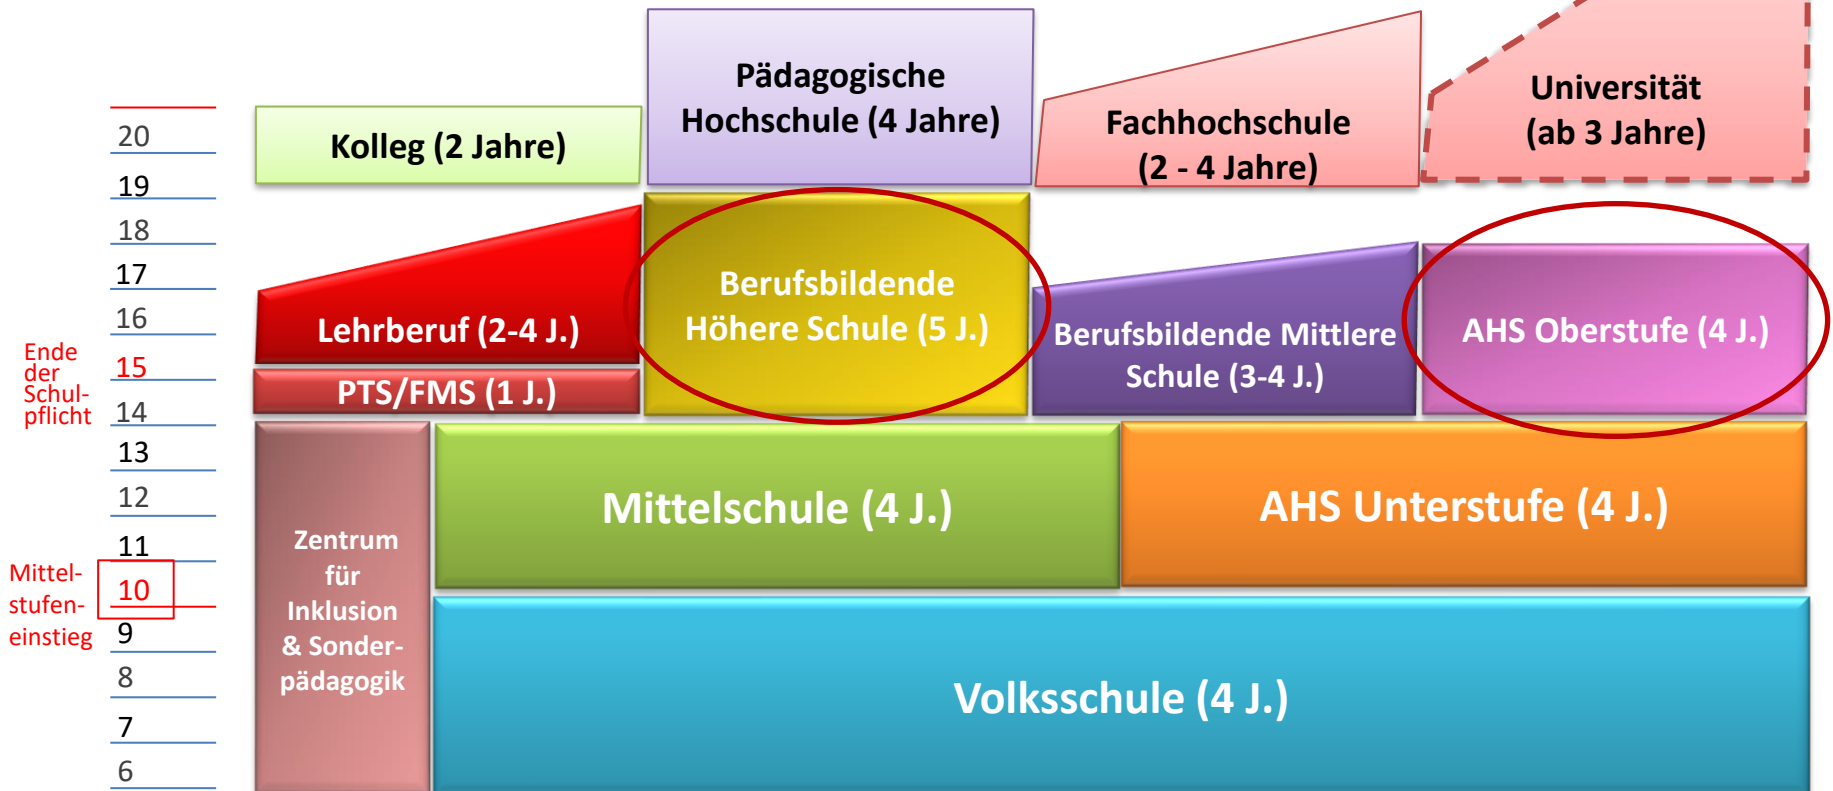 20
19
18
17
16
15
14
13
12
11
10
9
8
7
6
Ende
der
Schul-
pflicht
Mittel-
stufen-
einstieg
Kolleg (2 Jahre)
Pädagogische
Hochschule (4 Jahre)
Fachhochschule
(2 - 4 Jahre)
Universität
(ab 3 Jahre)
Lehrberuf (2-4 J.)
PTS/FMS (1 J.)
Berufsbildende
Höhere Schule (5 J.)
Berufsbildende Mittlere
Schule (3-4 J.)
AHS Oberstufe (4 J.)
Zentrum
für
Inklusion
& Sonder-
pädagogik
Mittelschule (4 J.)
AHS Unterstufe (4 J.)
Volksschule (4 J.)